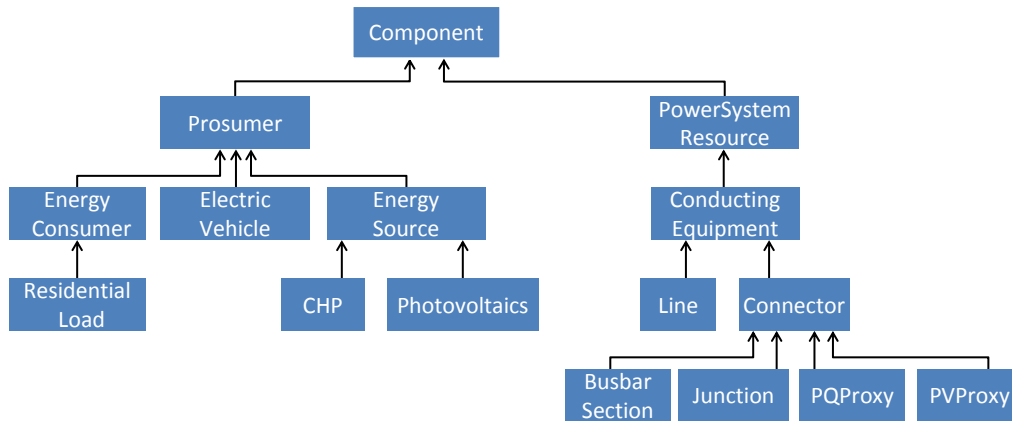 Component
Prosumer
PowerSystem
Resource
Energy
Consumer
Electric
Vehicle
Energy
Source
Conducting
Equipment
Residential
Load
CHP
Photovoltaics
Line
Connector
Busbar
Section
Junction
PQProxy
PVProxy